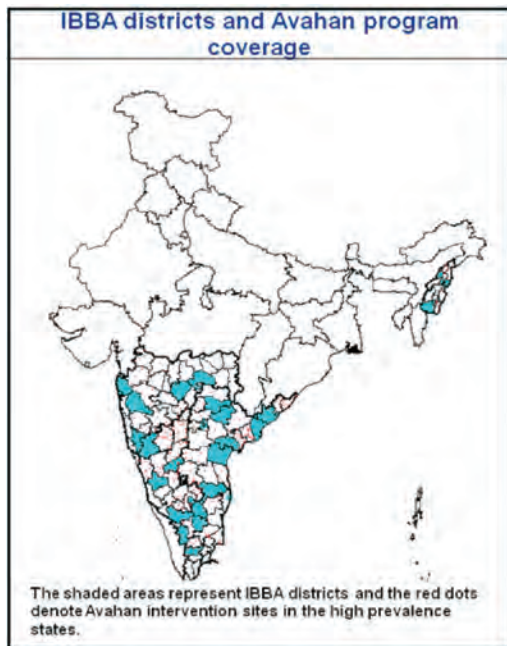 IBBA districts and Avahan program
coverage
The shaded areas represent IBBA districts and the red dots
denote Avahan intervention sites in the high prevalence
states.